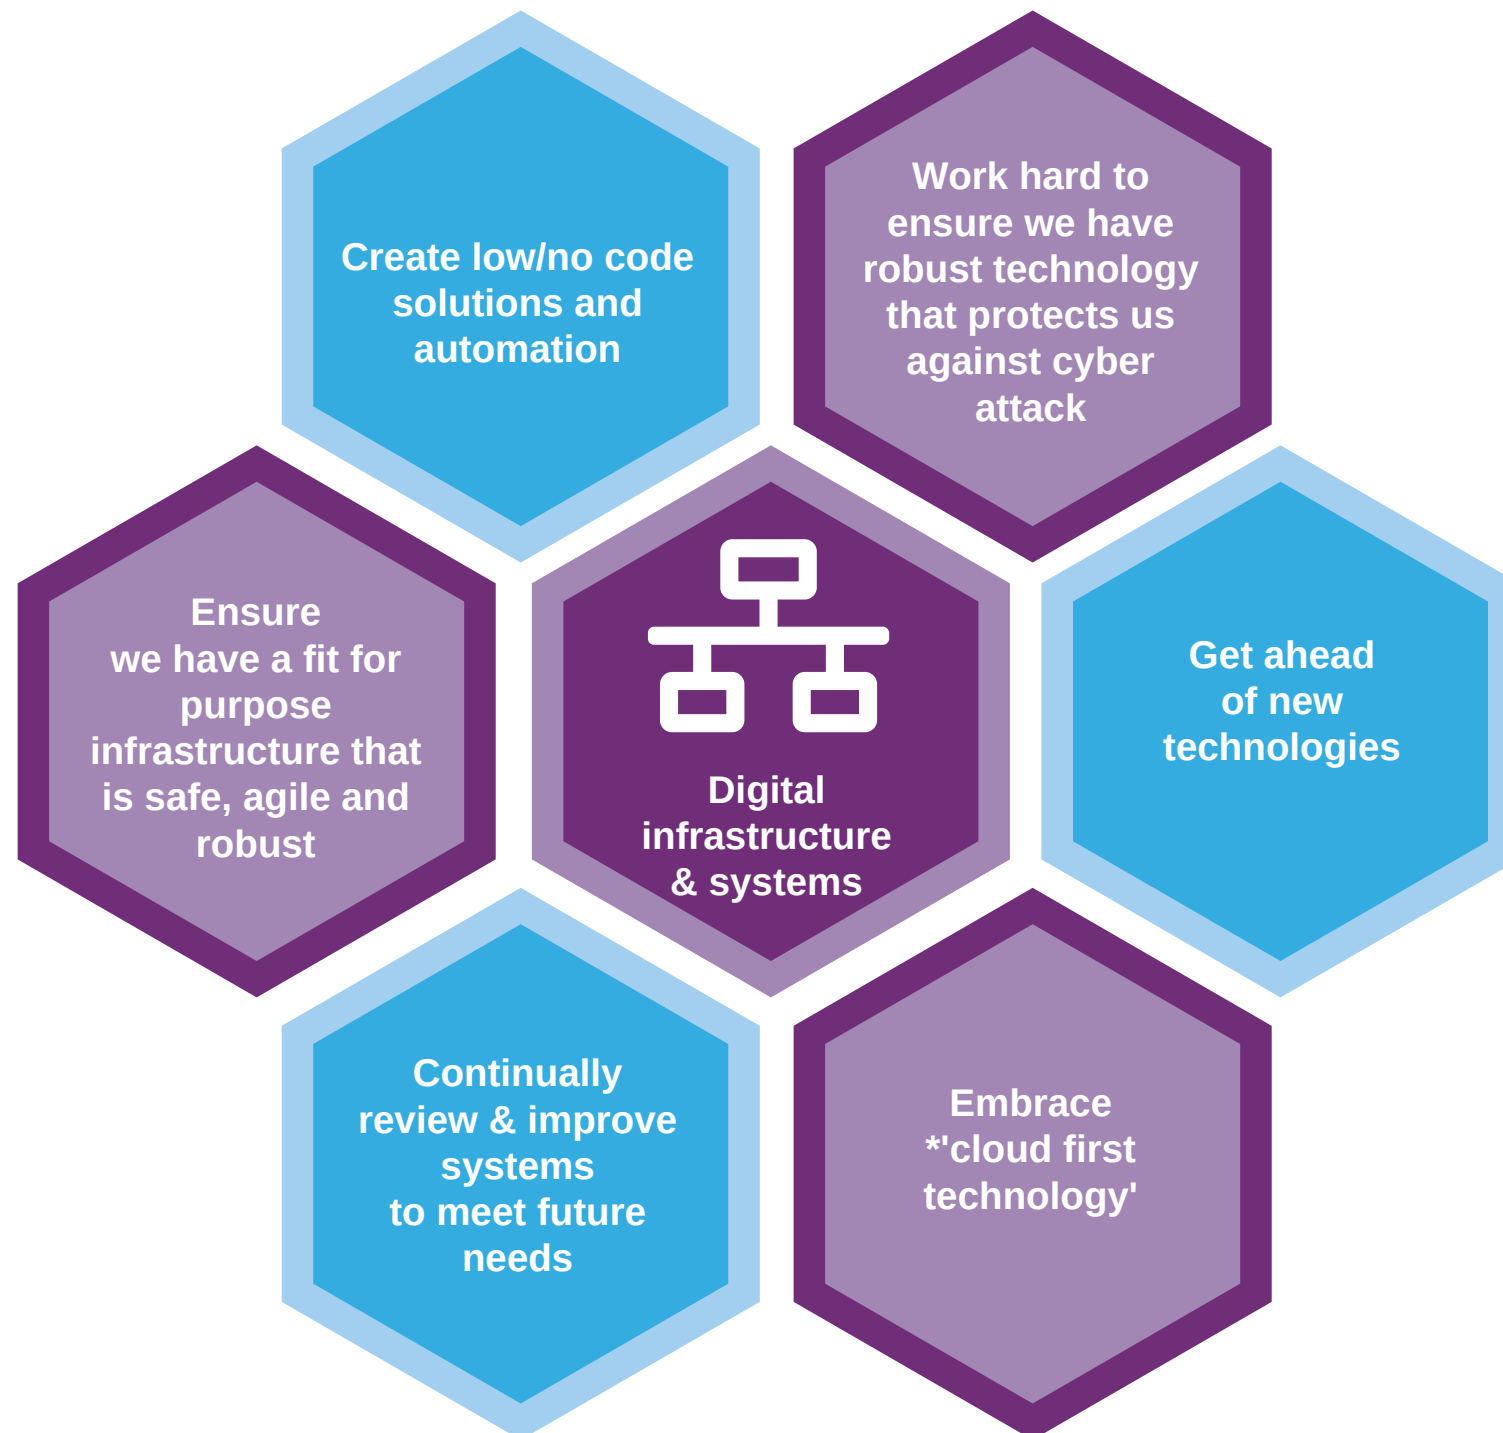 Create low/no code
solutions and
automation
Work hard to
ensure we have
robust technology
that protects us
against cyber
attack
Ensure
we have a fit for
purpose
infrastructure that
is safe, agile and
robust
Digital
infrastructure
& systems
Get ahead
of new
technologies
Continually
review & improve
systems
to meet future
needs
Embrace
*'cloud first
technology'